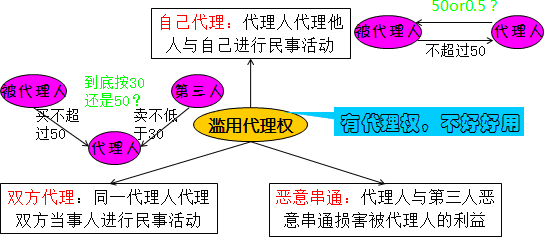 50or0.5？
自己代理：代理人代理他
人与自己进行民事活动
被代理人
代理人
不超过50
被代理人
到底按30
还是50?
第三人
买不超
过50
卖不低
于30
代理人
滥用代理权
有代理权，不好好用
双方代理：同一代理人代理
双方当事人进行民事活动
恶意串通：代理人与第三人恶
意串通损害被代理人的利益